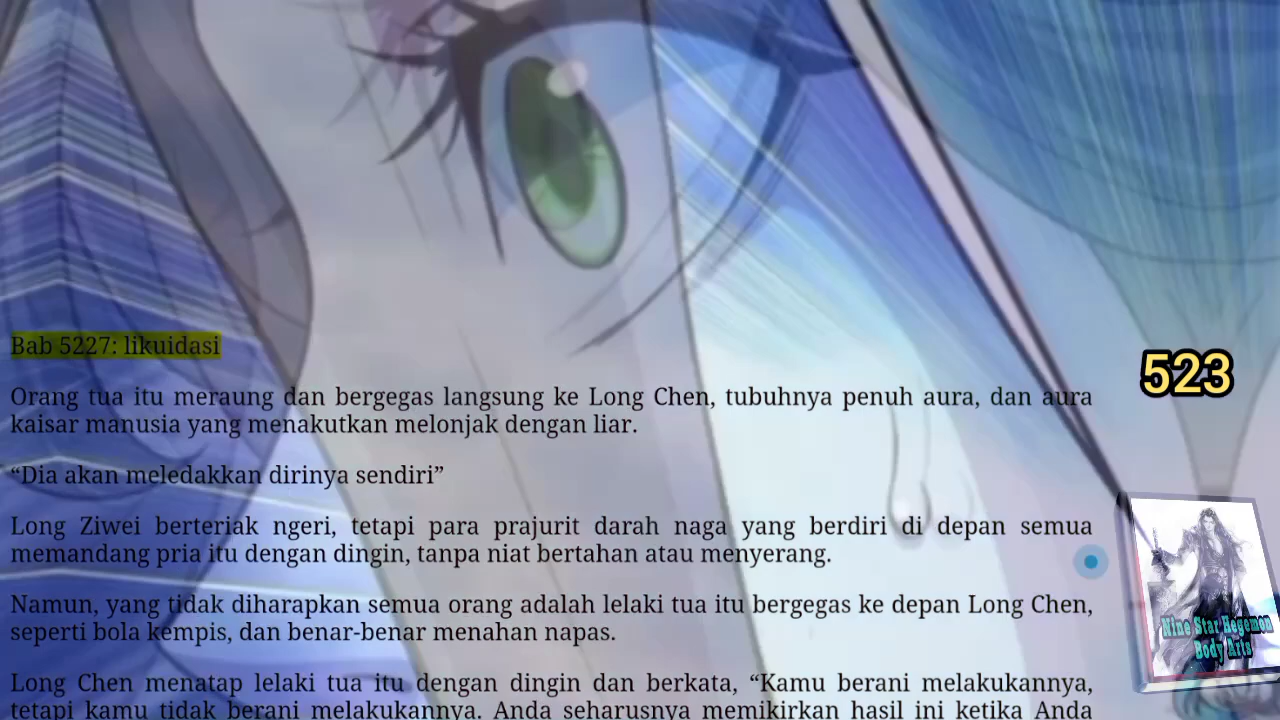 Bab 5227: likuidasi
Orang tua itu meraung dan bergegas langsung ke Long Chen, tubuhnya penuh aura, dan aura
kaisar manusia yang menakutkan melonjak dengan liar.
“Dia akan meledakkan dirinya sendiri”
Long Ziwei berteriak ngeri, tetapi para prajurit darah naga yang berdiri di depan semua
memandang pria itu dengan dingin, tanpa niat bertahan atau menyerang.
Namun, yang tidak diharapkan semua orang adalah lelaki tua itu bergegas ke depan Long Chen,
seperti bola kempis, dan benar-benar menahan napas.
Long Chen menatap lelaki tua itu dengan dingin dan berkata, “Kamu berani melakukannya,
tetapi kamu tidak berani melakukannya. Anda seharusnya memikirkan hasil ini ketika Anda
523
Nine Star Hegemon
Body Arts